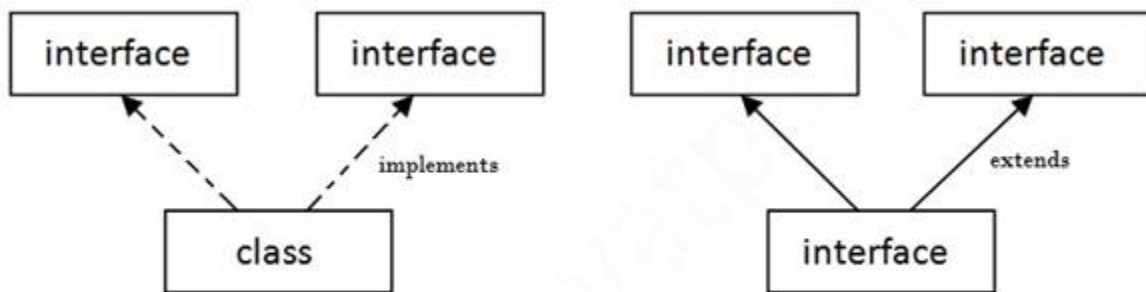 interface interface interface interface
implements extends
class interface